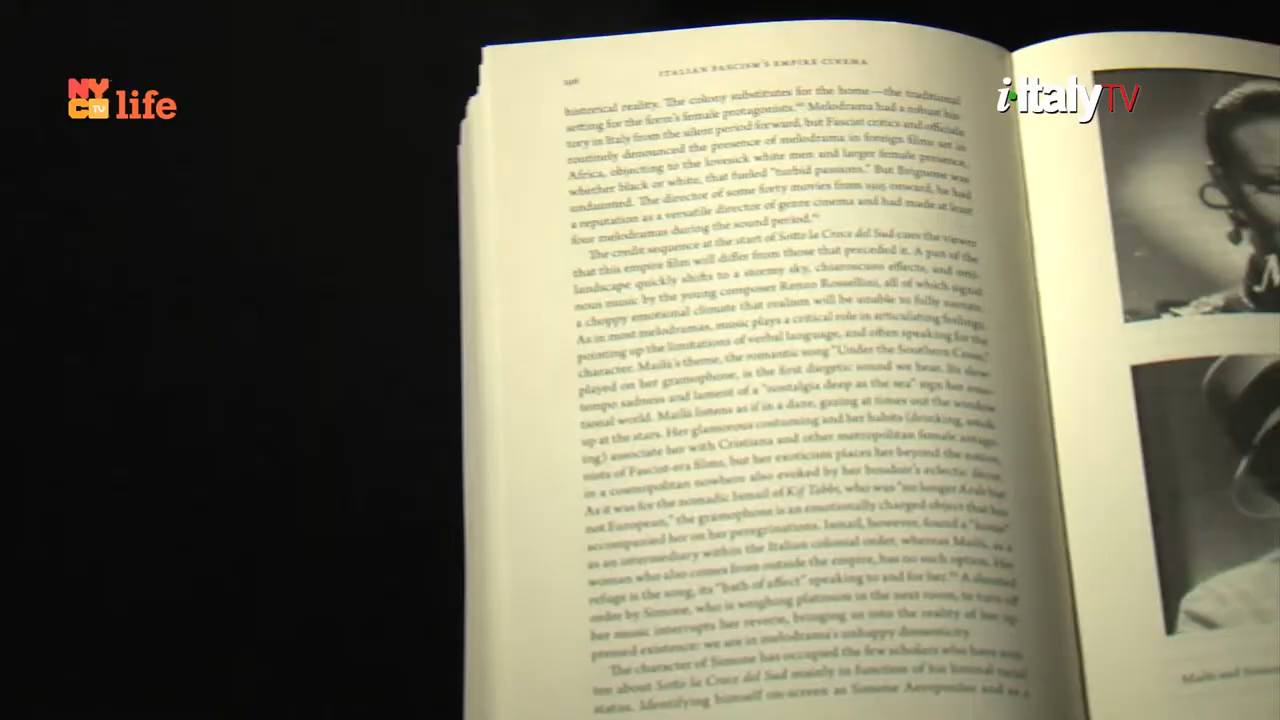 NYC TV life
i-ItalyTV
196
ITALIAN FASCISM'S EMPIRE CINEMA
historical reality. The colony substitutes for the home—the traditional
setting for the form's female protagonists. Melodrama had a robust his-
tory in Italy from the silent period forward, but Fascist critics and officials
routinely denounced the presence of melodrama in foreign films set in
Africa, objecting to the lovesick white men and larger female presence,
whether black or white, that fueled "turbid passions." But Brignone was
undaunted. The director of some forty movies from 1915 onward, he had
a reputation as a versatile director of genre cinema and had made at least
four melodramas during the sound period.
The credit sequence at the start of Sotto la Croce del Sud cues the viewer
that this empire film will differ from those that preceded it. A pan of the
landscape quickly shifts to a stormy sky, chiaroscuro effects, and omi-
nous music by the young composer Renzo Rossellini, all of which signal
a choppy emotional climate that realism will be unable to fully sustain.
As in most melodramas, music plays a critical role in articulating feelings,
pointing up the limitations of verbal language, and often speaking for the
character. Mailù's theme, the romantic song "Under the Southern Cross,"
played on her gramophone, is the first diegetic sound we hear. Its slow
tempo sadness and lament of a "nostalgia deep as the sea" sign her emo-
tional world. Mailù listens as if in a daze, gazing at times out the window
up at the stars. Her glamorous costuming and her habits (drinking, smok-
ing) associate her with Cristiana and other metropolitan female antago-
nists of Fascist-era films, but her exoticism places her beyond the nation,
in a cosmopolitan nowhere also evoked by her boudoir's eclectic décor.
As it was for the nomadic Ismail of Kif Tebbi, who was "no longer Arab but
not European," the gramophone is an emotionally charged object that has
accompanied her on her peregrinations. Ismail, however, found a "home"
as an intermediary within the Italian colonial order, whereas Mailù, as a
woman who also comes from outside the empire, has no such option. Her
refuge is the song, its "bath of affect" speaking to and for her. A shouted
order by Simone, who is weighing platinum in the next room, to turn off
her music interrupts her reverie, bringing us into the reality of her op-
pressed existence: we are in melodrama's unhappy domesticity.
The character of Simone has occupied the few scholars who have writ-
ten about Sotto la Croce del Sud mainly in function of his liminal racial
status. Identifying himself on-screen as Simone Aeropoulos and as a
Mailù and Simone